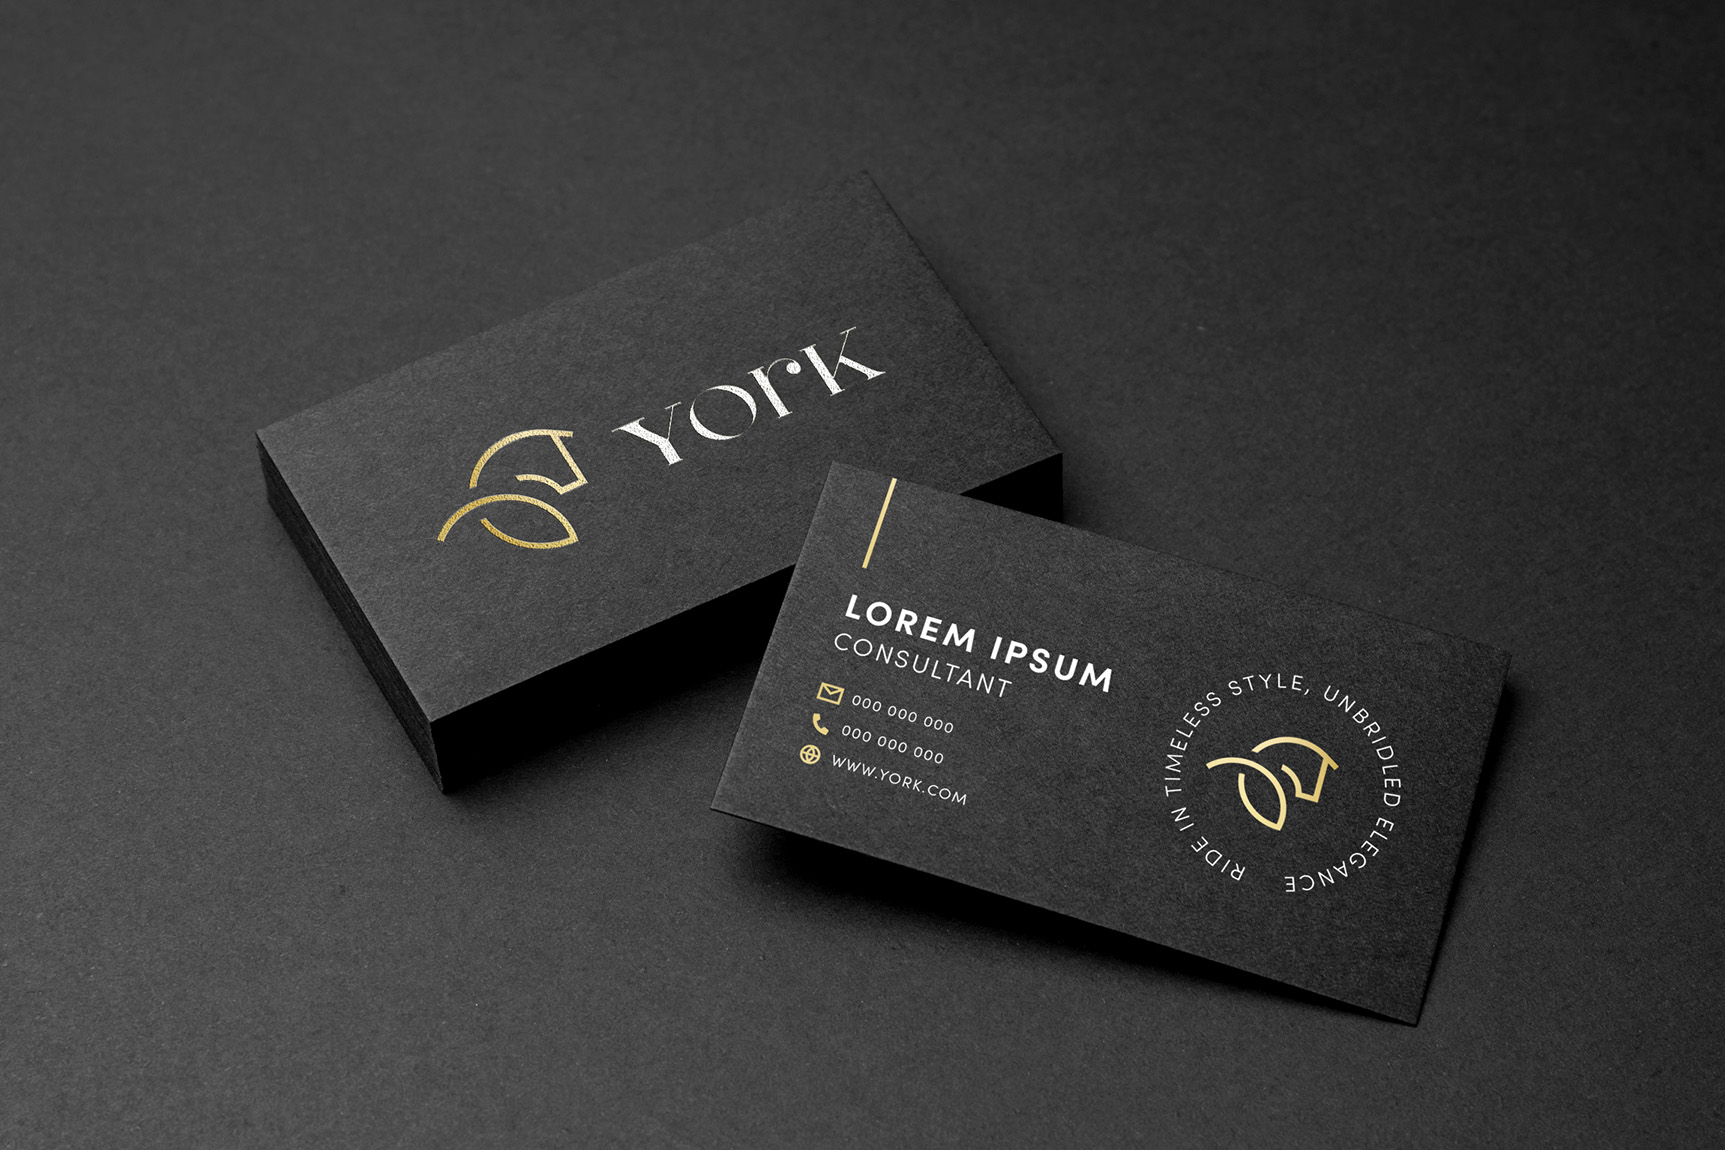 York
LOREM IPSUM
CONSULTANT
000 000 000
000 000 000
WWW.YORK.COM
RIDE IN TIMELESS STYLE, UNBRIDLED ELEGANCE